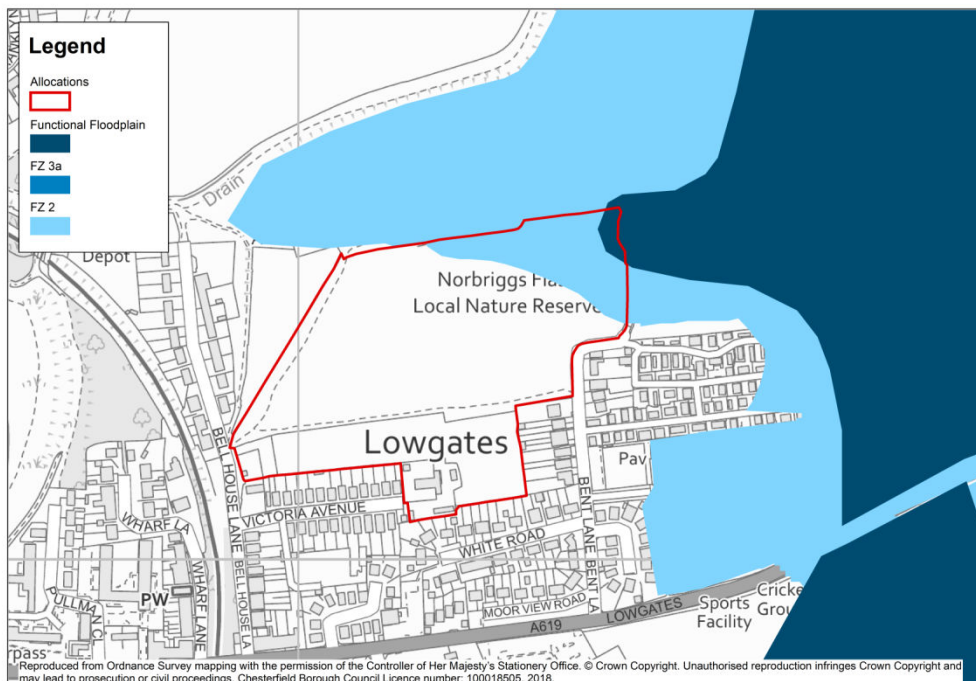 Legend
Allocations
Functional Floodplain
FZ 3a
FZ 2
Drain
Depot
Norbriggs
Local Nature Reserve
Lowgates
BELL HOUSE LANE
BELL HOUSE LA
VICTORIA AVENUE
WHITE ROAD
MOOR VIEW ROAD
BENT LANE
BENT LA
Pav
WHARF LA
WHARF LANE
PULLMAN CL
PW
A619
LOWGATES
Sports
Facility
Reproduced from Ordnance Survey mapping with the permission of the Controller of Her Majesty's Stationery Office. © Crown Copyright. Unauthorised reproduction infringes Crown Copyright and
may lead to prosecution or civil proceedings. Chesterfield Borough Council Licence number: 100018505, 2018.